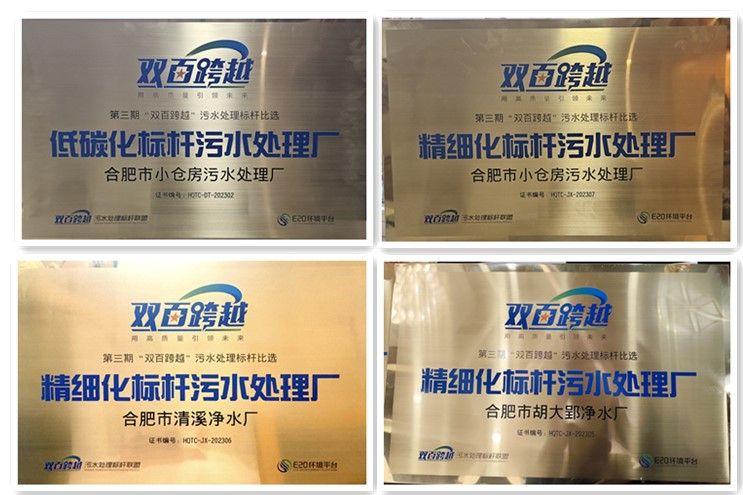 双百跨越
用高质量引领未来
第三期“双百跨越”污水处理标杆比选
低碳化标杆污水处理厂
合肥市小仓房污水处理厂
证书编号：HQTC-DT-202302
双百跨越 污水处理标杆联盟
E20环境平台
双百跨越
用高质量引领未来
第三期“双百跨越”污水处理标杆比选
精细化标杆污水处理厂
合肥市小仓房污水处理厂
证书编号：HQTC-JX-202307
双百跨越 污水处理标杆联盟
E20环境平台
双百跨越
用高质量引领未来
第三期“双百跨越”污水处理标杆比选
精细化标杆污水处理厂
合肥市清溪净水厂
证书编号：HQTC-JX-202306
双百跨越 污水处理标杆联盟
E20环境平台
双百跨越
用高质量引领未来
第三期“双百跨越”污水处理标杆比选
精细化标杆污水处理厂
合肥市胡大郢净水厂
证书编号：HQTC-JX-202305
双百跨越 污水处理标杆联盟
E20环境平台